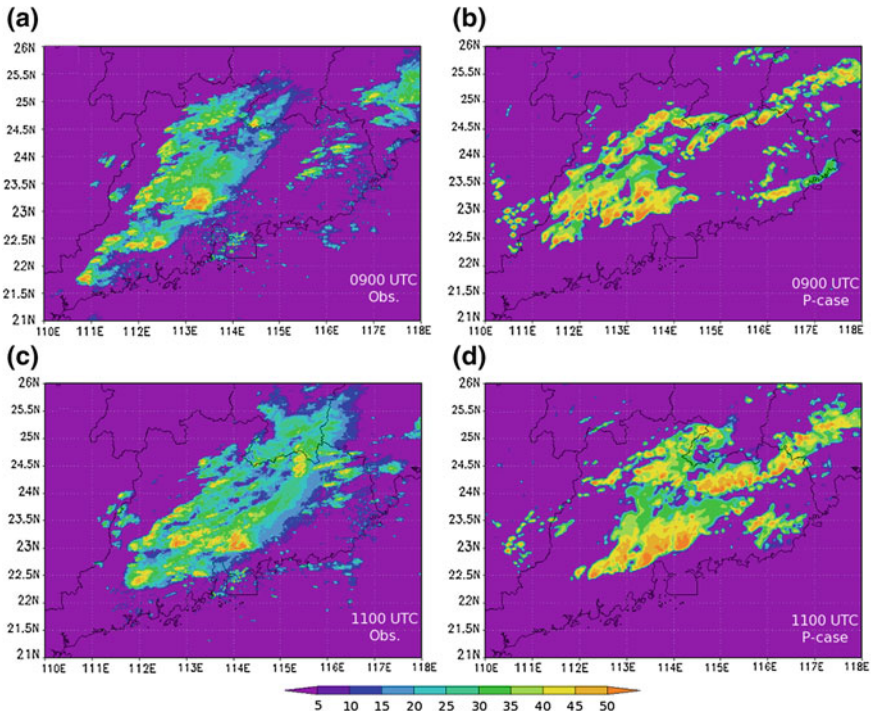 (a)
26N
25.5N
25N
24.5N
24N
23.5N
23N
22.5N
22N
21.5N
21N
110E 111E 112E 113E 114E 115E 116E 117E 118E
0900 UTC
Obs.
(b)
26N
25.5N
25N
24.5N
24N
23.5N
23N
22.5N
22N
21.5N
21N
110E 111E 112E 113E 114E 115E 116E 117E 118E
0900 UTC
P-case
(c)
26N
25.5N
25N
24.5N
24N
23.5N
23N
22.5N
22N
21.5N
21N
110E 111E 112E 113E 114E 115E 116E 117E 118E
1100 UTC
Obs.
(d)
26N
25.5N
25N
24.5N
24N
23.5N
23N
22.5N
22N
21.5N
21N
110E 111E 112E 113E 114E 115E 116E 117E 118E
1100 UTC
P-case
5 10 15 20 25 30 35 40 45 50